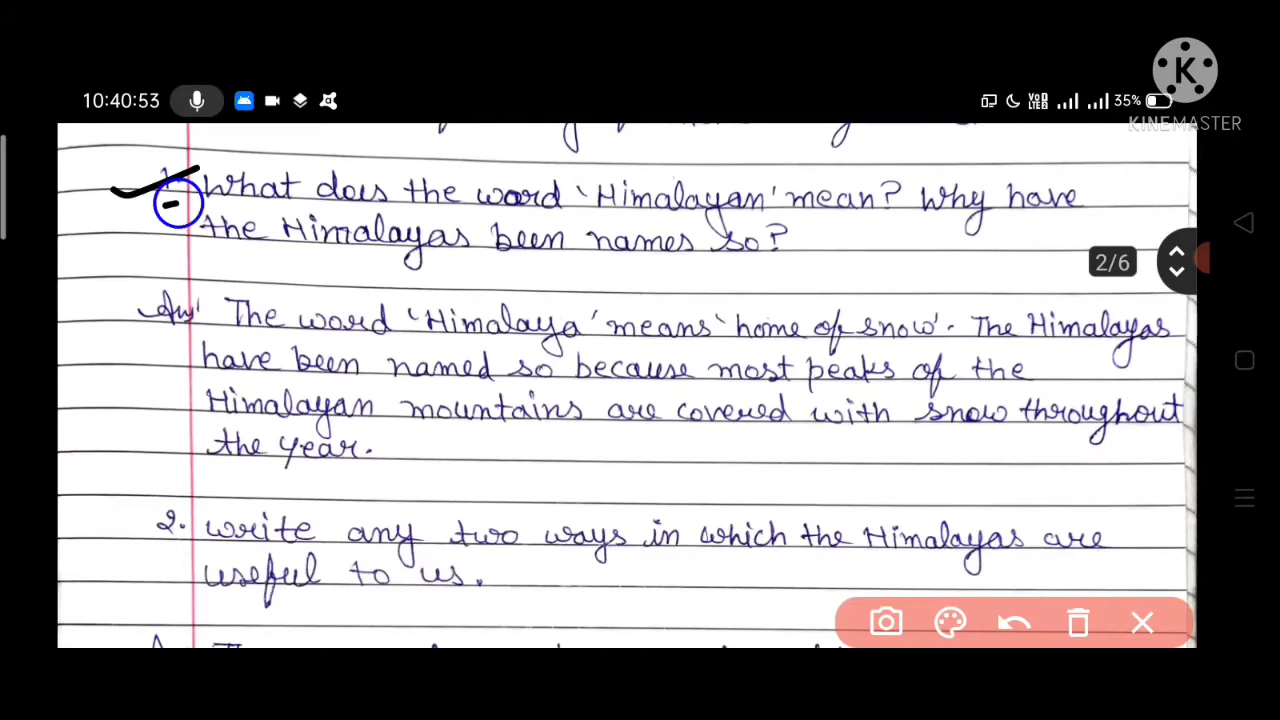 10:40:53
35%
KINEMASTER
1. What does the word 'Himalayan' mean? Why have
the Himalayas been names so?
2/6
Ans' The word 'Himalaya' means 'home of snow'. The Himalayas
have been named so because most peaks of the
Himalayan mountains are covered with snow throughout
the year.
2. write any two ways in which the Himalayas are
useful to us.